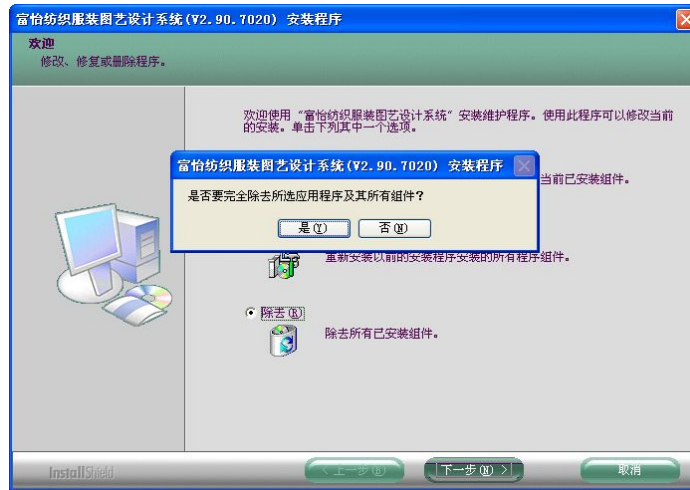 富怡纺织服装图艺设计系统(V2.90.7020) 安装程序
欢迎
修改、修复或删除程序。
欢迎使用“富怡纺织服装图艺设计系统”安装维护程序。使用此程序可以修改当前
的安装。单击下列其中一个选项。
富怡纺织服装图艺设计系统(V2.90.7020) 安装程序
当前已安装组件。
是否要完全除去所选应用程序及其所有组件?
是(Y) 否(N)
重新安装以前的安装程序安装的所有程序组件。
除去(R)
除去所有已安装组件。
InstallShield
<上一步(B) 下一步(N) > 取消